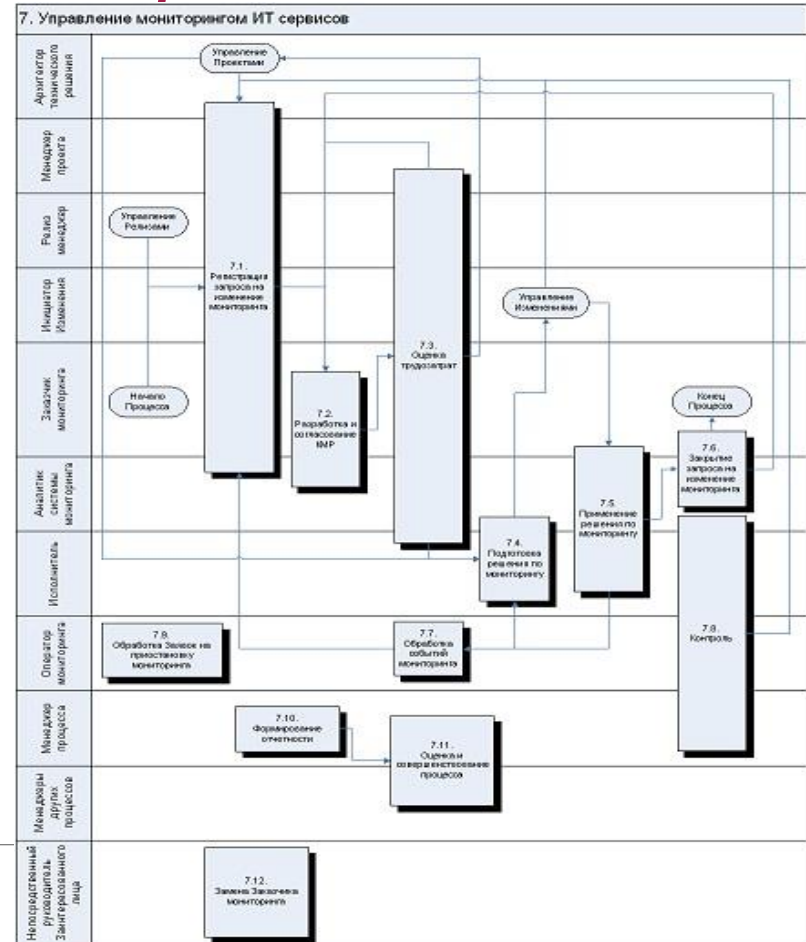 7. Управление мониторингом ИТ сервисов
Архитектор
технического
решения
Управление
Проектами
Менеджер
проекта
Релиз
менеджер
Управление
Релизами
Инициатор
Изменения
7.1.
Регистрация
запроса на
изменение
мониторинга
Управление
Изменениями
Заказчик
мониторинга
Начало
Процесса
7.2.
Разработка и
согласование
КМР
7.3.
Оценка
трудозатрат
Конец
Процесса
7.6.
Закрытие
запроса на
изменение
мониторинга
Аналитик
системы
мониторинга
7.5.
Применение
решения по
мониторингу
Исполнитель
7.4.
Подготовка
решения по
мониторингу
Оператор
мониторинга
7.9.
Обработка Заявок на
приостановку
мониторинга
7.7.
Обработка
событий
мониторинга
7.8.
Контроль
Менеджер
процесса
7.10.
Формирование
отчетности
7.11.
Оценка и
совершенствование
процесса
Менеджеры
других
процессов
Непосредственный
руководитель
Заинтересованного
лица
7.12.
Замена Заказчика
мониторинга